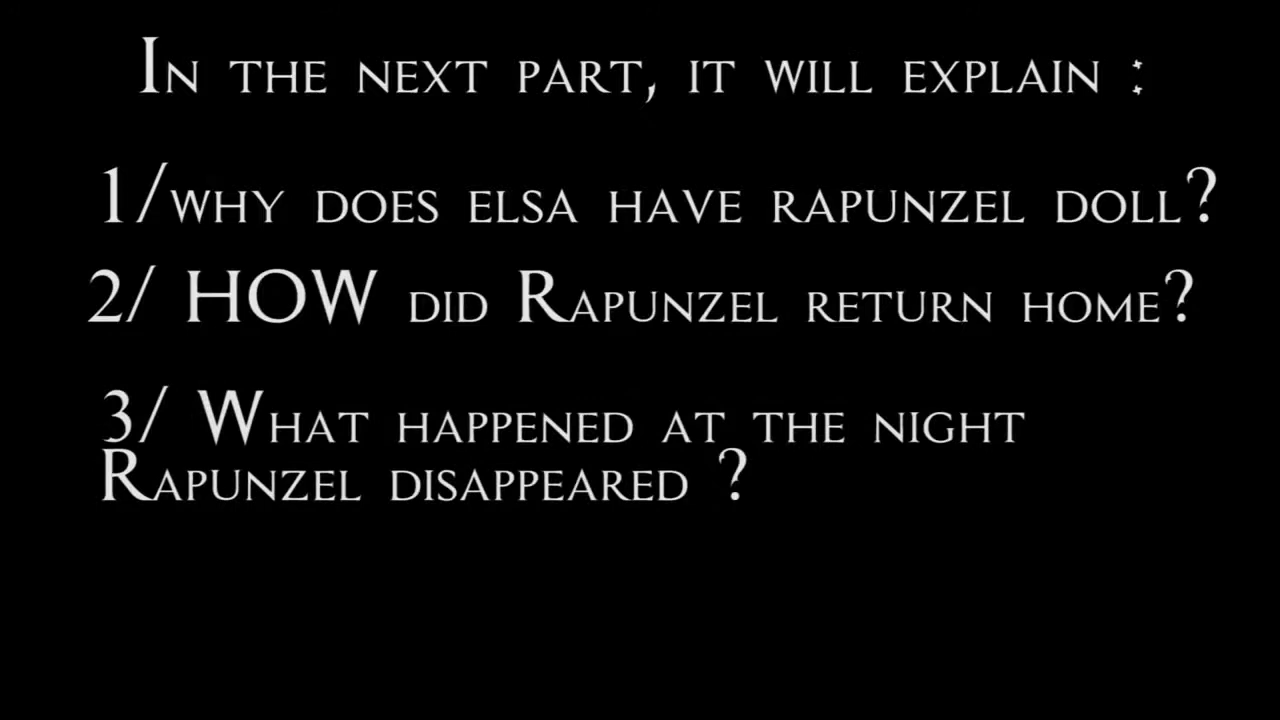 In the next part, it will explain :
1/why does elsa have rapunzel doll?
2/ HOW did Rapunzel return home?
3/ What happened at the night
Rapunzel disappeared ?